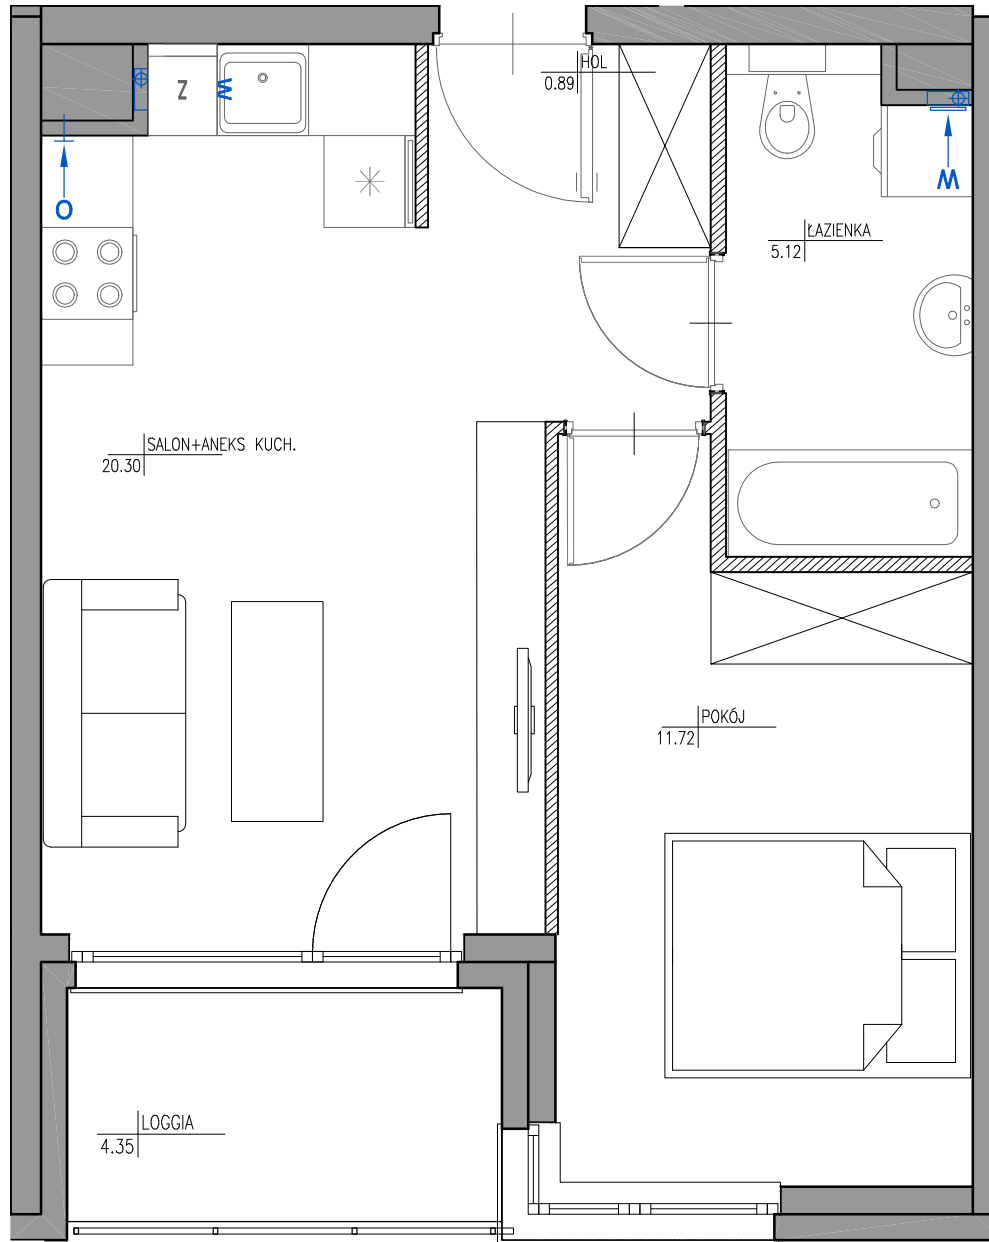 HOL
0.89
Z
W
O
W
ŁAZIENKA
5.12
SALON+ANEKS KUCH.
20.30
POKÓJ
11.72
LOGGIA
4.35